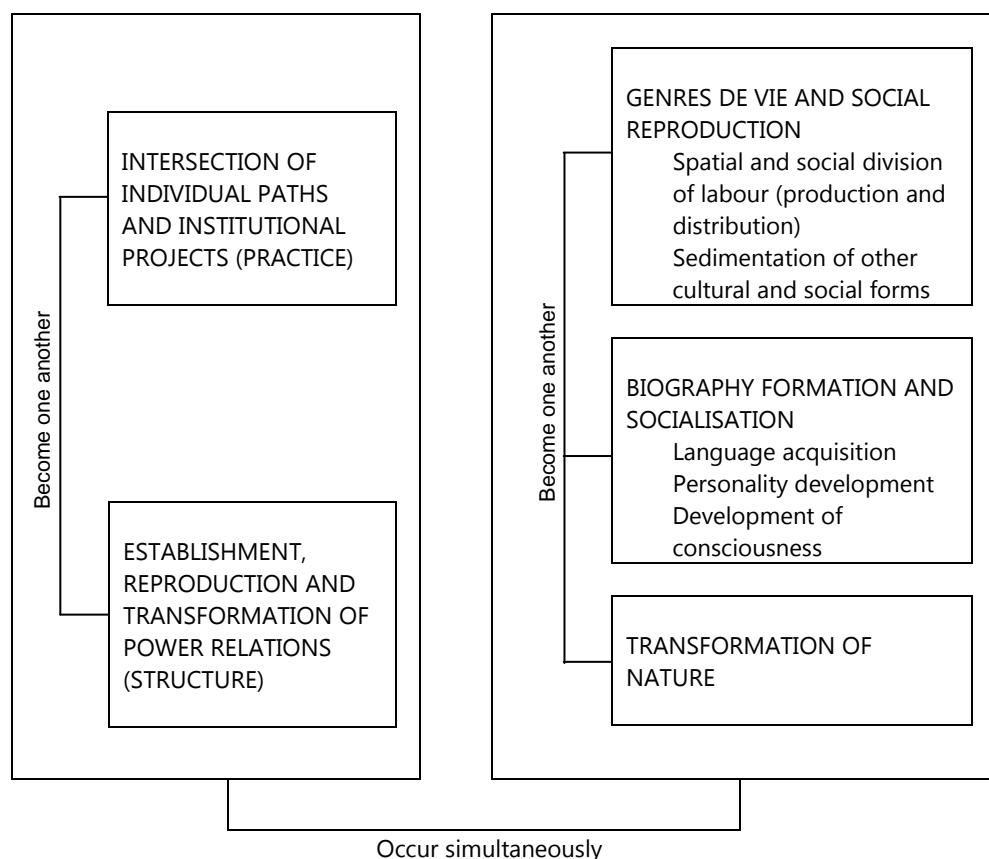 INTERSECTION OF
INDIVIDUAL PATHS
AND INSTITUTIONAL
PROJECTS (PRACTICE)
Become one another
ESTABLISHMENT,
REPRODUCTION AND
TRANSFORMATION OF
POWER RELATIONS
(STRUCTURE)
GENRES DE VIE AND SOCIAL
REPRODUCTION
Spatial and social division
of labour (production and
distribution)
Sedimentation of other
cultural and social forms
Become one another
BIOGRAPHY FORMATION AND
SOCIALISATION
Language acquisition
Personality development
Development of
consciousness
TRANSFORMATION OF
NATURE
Occur simultaneously